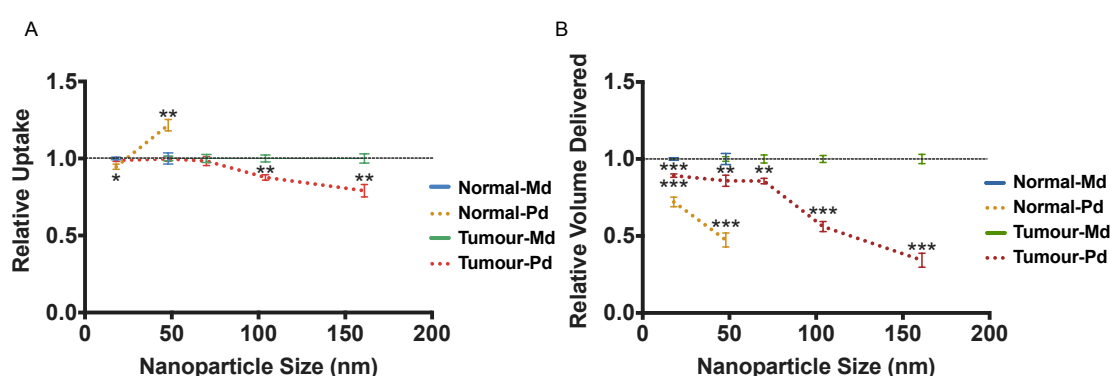 A
Relative Uptake
1.5
1.0
0.5
0.0
**
*
**
**
0
50
100
150
200
Nanoparticle Size (nm)
Normal-Md
Normal-Pd
Tumour-Md
Tumour-Pd
B
Relative Volume Delivered
1.5
1.0
0.5
0.0
***
***
**
**
***
***
***
0
50
100
150
200
Nanoparticle Size (nm)
Normal-Md
Normal-Pd
Tumour-Md
Tumour-Pd